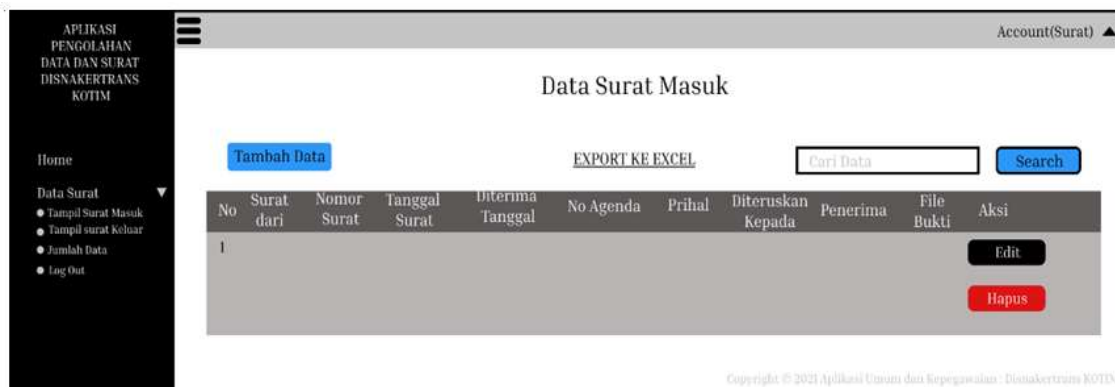 APLIKASI
PENGOLAHAN
DATA DAN SURAT
DISNAKERTRANS
KOTIM
Account(Surat)
Data Surat Masuk
Home
Data Surat
Tampil Surat Masuk
Tampil surat Keluar
Jumlah Data
Log Out
Tambah Data
EXPORT KE EXCEL
Cari Data
Search
No
Surat
dari
Nomor
Surat
Tanggal
Surat
Diterima
Tanggal
No Agenda
Prihal
Diteruskan
Kepada
Penerima
File
Bukti
Aksi
1
Edit
Hapus
Copyright © 2021 Aplikasi Umum dan Kepegawaian : Disnakertrans KOTIM